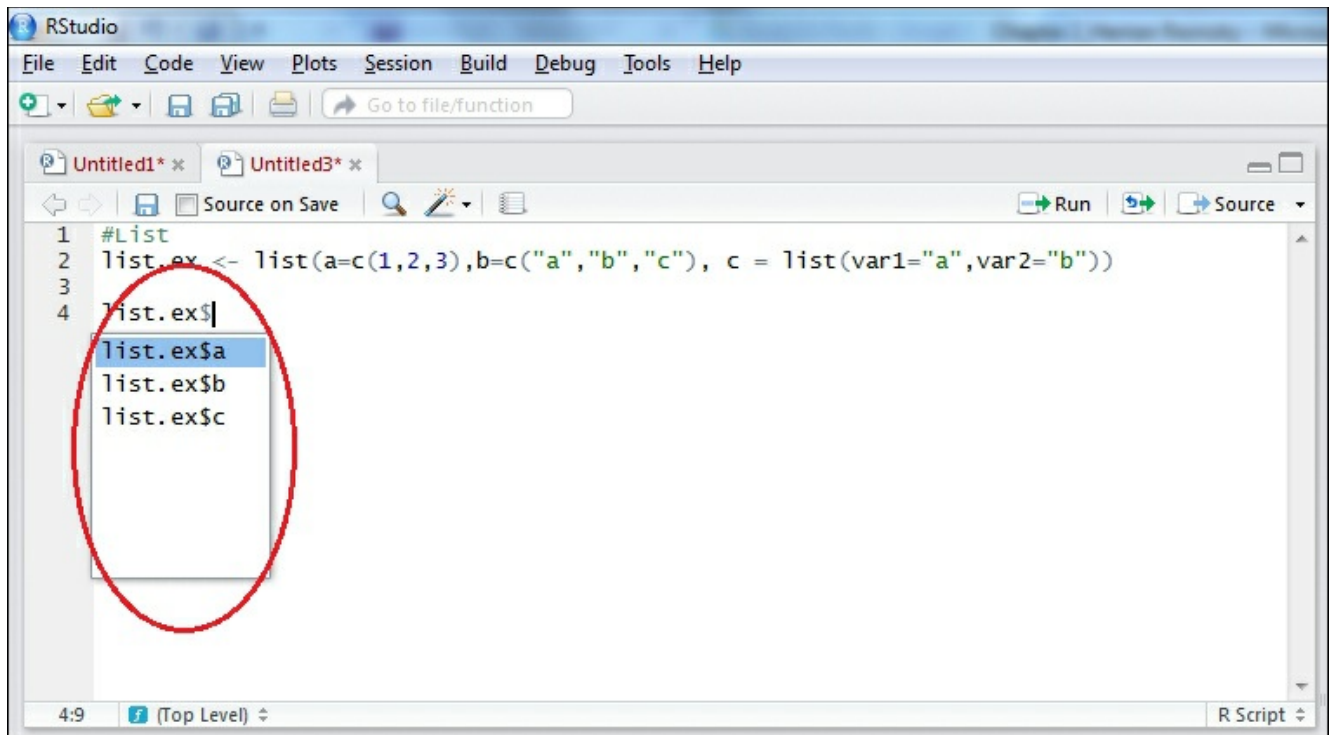 RStudio
File Edit Code View Plots Session Build Debug Tools Help
Go to file/function
Untitled1* × Untitled3* ×
Source on Save Run Source
1 #List
2 list.ex <- list(a=c(1,2,3),b=c("a","b","c"), c = list(var1="a",var2="b"))
3
4 list.ex$
list.ex$a
list.ex$b
list.ex$c
4:9 (Top Level) R Script